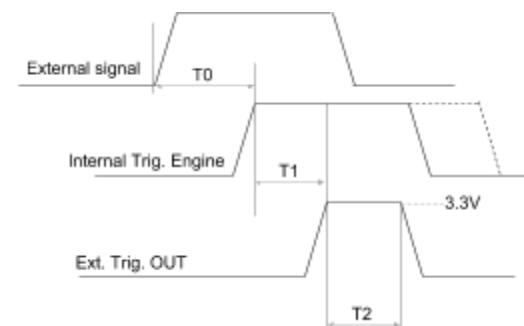 External signal
T0
Internal Trig. Engine
T1
3.3V
Ext. Trig. OUT
T2